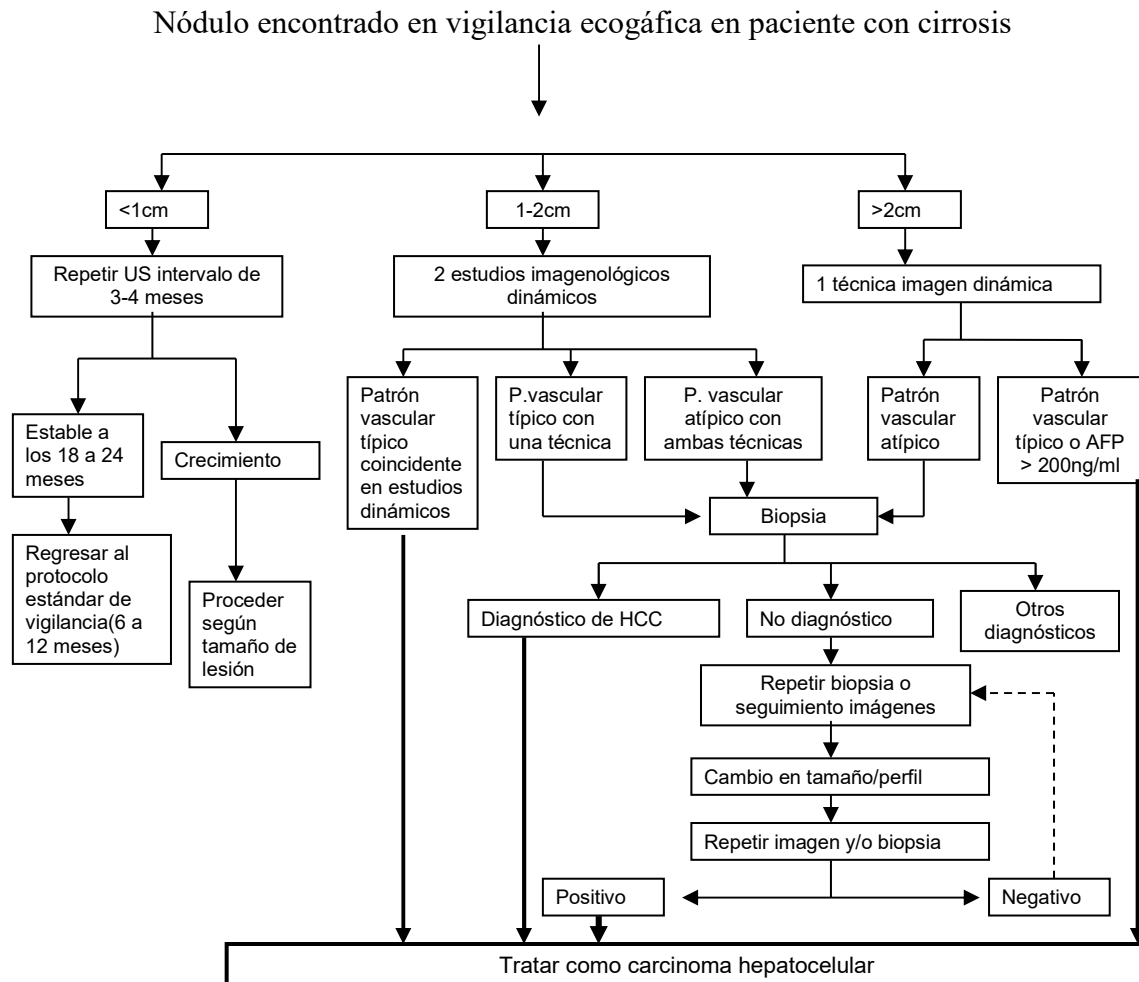 Nódulo encontrado en vigilancia ecogáfica en paciente con cirrosis
<1cm
1-2cm
>2cm
Repetir US intervalo de
3-4 meses
2 estudios imagenológicos
dinámicos
1 técnica imagen dinámica
Estable a
los 18 a 24
meses
Crecimiento
Patrón
vascular
típico
coincidente
en estudios
dinámicos
P.vascular
típico con
una técnica
P. vascular
atípico con
ambas técnicas
Patrón
vascular
atípico
Patrón
vascular
típico o AFP
> 200ng/ml
Biopsia
Regresar al
protocolo
estándar de
vigilancia(6 a
12 meses)
Proceder
según
tamaño de
lesión
Diagnóstico de HCC
No diagnóstico
Otros
diagnósticos
Repetir biopsia o
seguimiento imágenes
Cambio en tamaño/perfil
Repetir imagen y/o biopsia
Positivo
Negativo
Tratar como carcinoma hepatocelular